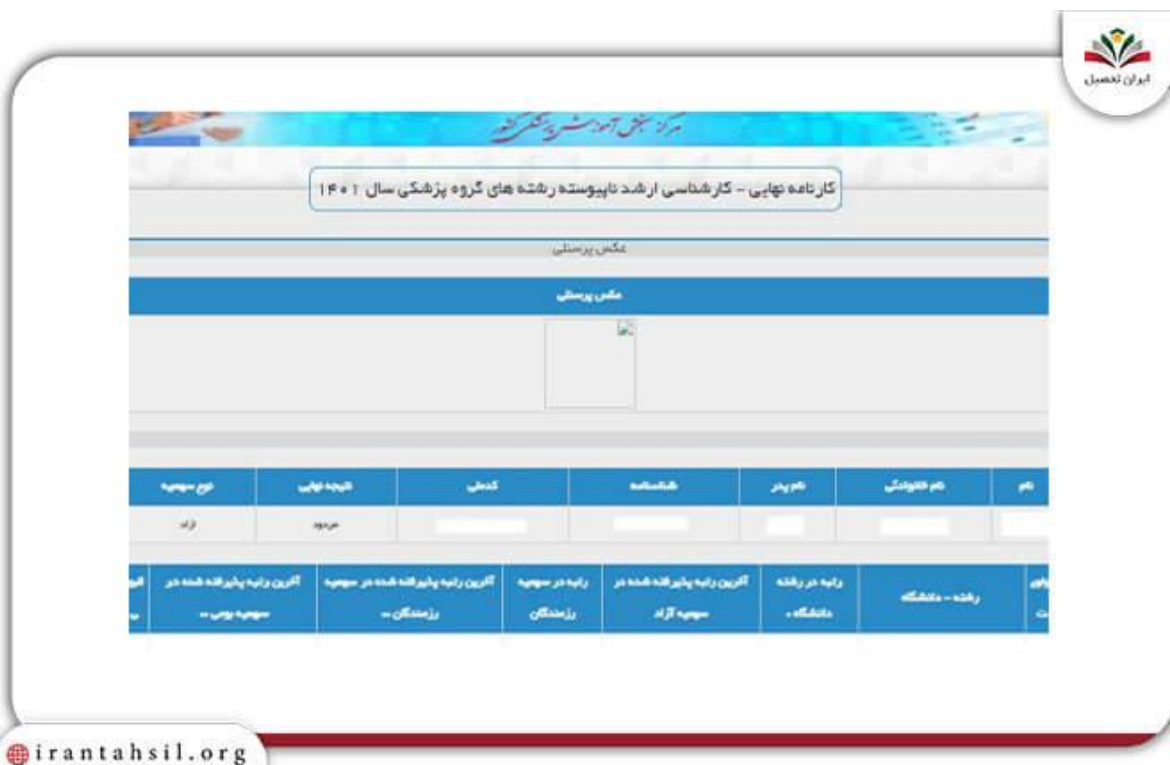 ایران تحصیل
مرکز سنجش آموزش پزشکی کشور
کارنامه نهایی - کارشناسی ارشد ناپیوسته رشته های گروه پزشکی سال ۱۴۰۱
عکس پرسنلی
عکس پرسنلی
نام نام خانوادگی نام پدر شناسنامه کدملی نتیجه نهایی نوع سهمیه
مردود آزاد
رشته - دانشگاه رتبه در رشته آخرین رتبه پذیرفته شده در رتبه در سهمیه آخرین رتبه پذیرفته شده در سهمیه آخرین رتبه پذیرفته شده در
دانشگاه * سهمیه آزاد رزمندگان رزمندگان ** سهمیه بومی **
irantahsil.org